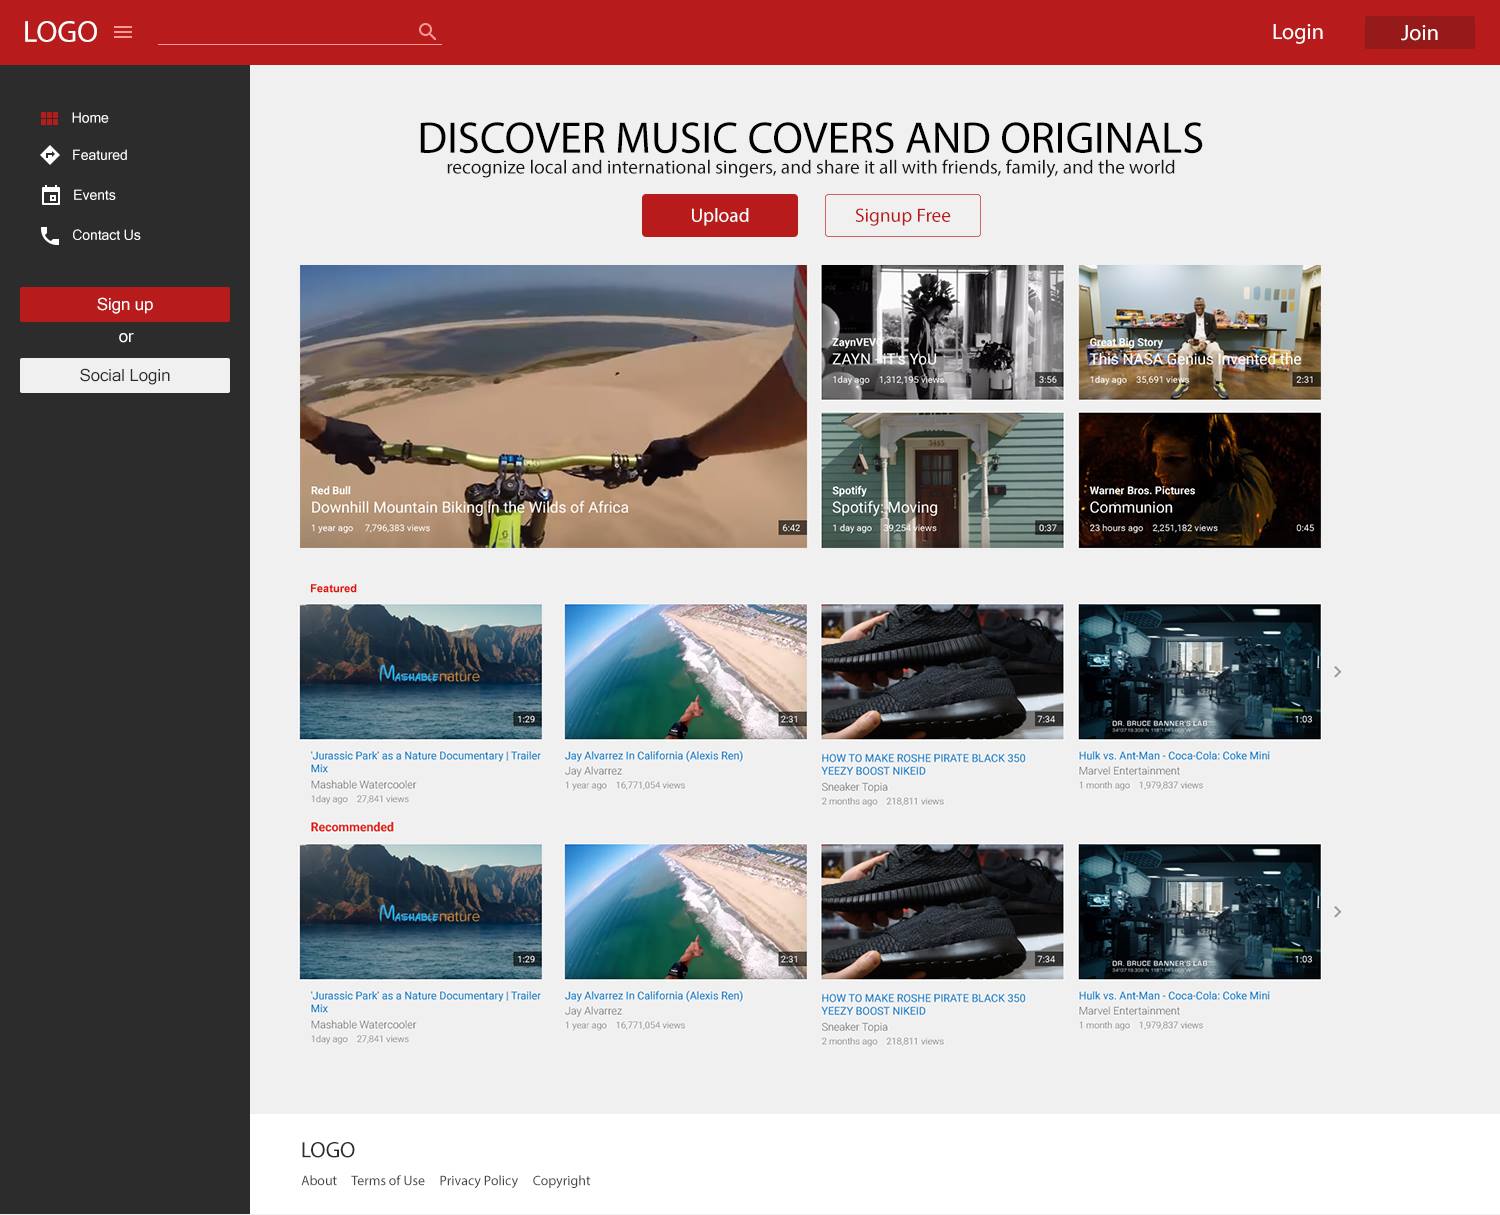 LOGO
Login
Join
Home
Featured
Events
Contact Us
Sign up
or
Social Login
DISCOVER MUSIC COVERS AND ORIGINALS
recognize local and international singers, and share it all with friends, family, and the world
Upload
Signup Free
Red Bull
Downhill Mountain Biking in the Wilds of Africa
1 year ago 7,796,383 views
6:42
ZaynVEVO
ZAYN - iT's YoU
1day ago 1,312,195 views
3:56
Great Big Story
This NASA Genius Invented the
1day ago 35,691 views
2:31
3465
Spotify
Spotify: Moving
1 day ago 39,254 views
0:37
Warner Bros. Pictures
Communion
23 hours ago 2,251,182 views
0:45
Featured
MASHABLE nature
1:29
'Jurassic Park' as a Nature Documentary | Trailer
Mix
Mashable Watercooler
1day ago 27,841 views
2:31
Jay Alvarrez In California (Alexis Ren)
Jay Alvarrez
1 year ago 16,771,054 views
7:34
HOW TO MAKE ROSHE PIRATE BLACK 350
YEEZY BOOST NIKEID
Sneaker Topia
2 months ago 218,811 views
DR. BRUCE BANNER'S LAB
1:03
Hulk vs. Ant-Man - Coca-Cola: Coke Mini
Marvel Entertainment
1 month ago 1,979,837 views
Recommended
MASHABLE nature
1:29
'Jurassic Park' as a Nature Documentary | Trailer
Mix
Mashable Watercooler
1day ago 27,841 views
2:31
Jay Alvarrez In California (Alexis Ren)
Jay Alvarrez
1 year ago 16,771,054 views
7:34
HOW TO MAKE ROSHE PIRATE BLACK 350
YEEZY BOOST NIKEID
Sneaker Topia
2 months ago 218,811 views
DR. BRUCE BANNER'S LAB
1:03
Hulk vs. Ant-Man - Coca-Cola: Coke Mini
Marvel Entertainment
1 month ago 1,979,837 views
LOGO
About Terms of Use Privacy Policy Copyright